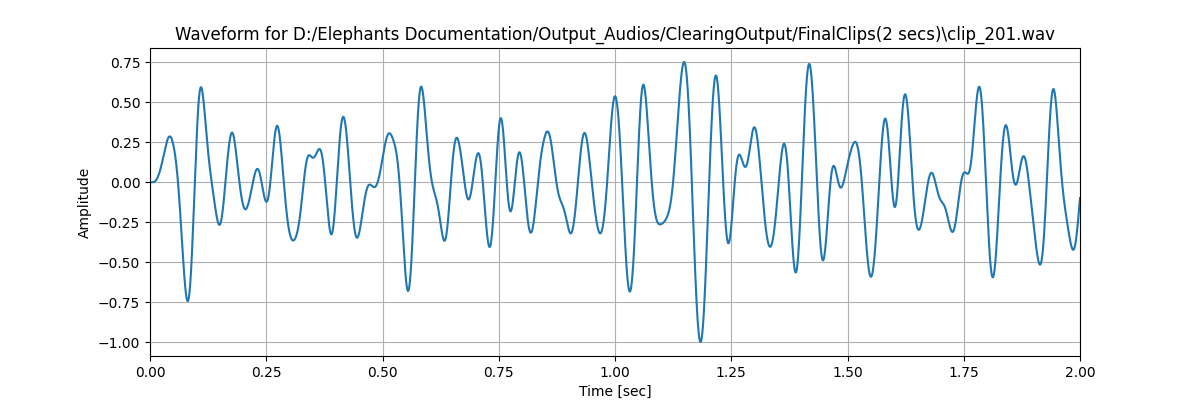 Waveform for D:/Elephants Documentation/Output_Audios/ClearingOutput/FinalClips(2 secs)\clip_201.wav
0.75
0.50
0.25
0.00
−0.25
−0.50
−0.75
−1.00
Amplitude
0.00 0.25 0.50 0.75 1.00 1.25 1.50 1.75 2.00
Time [sec]